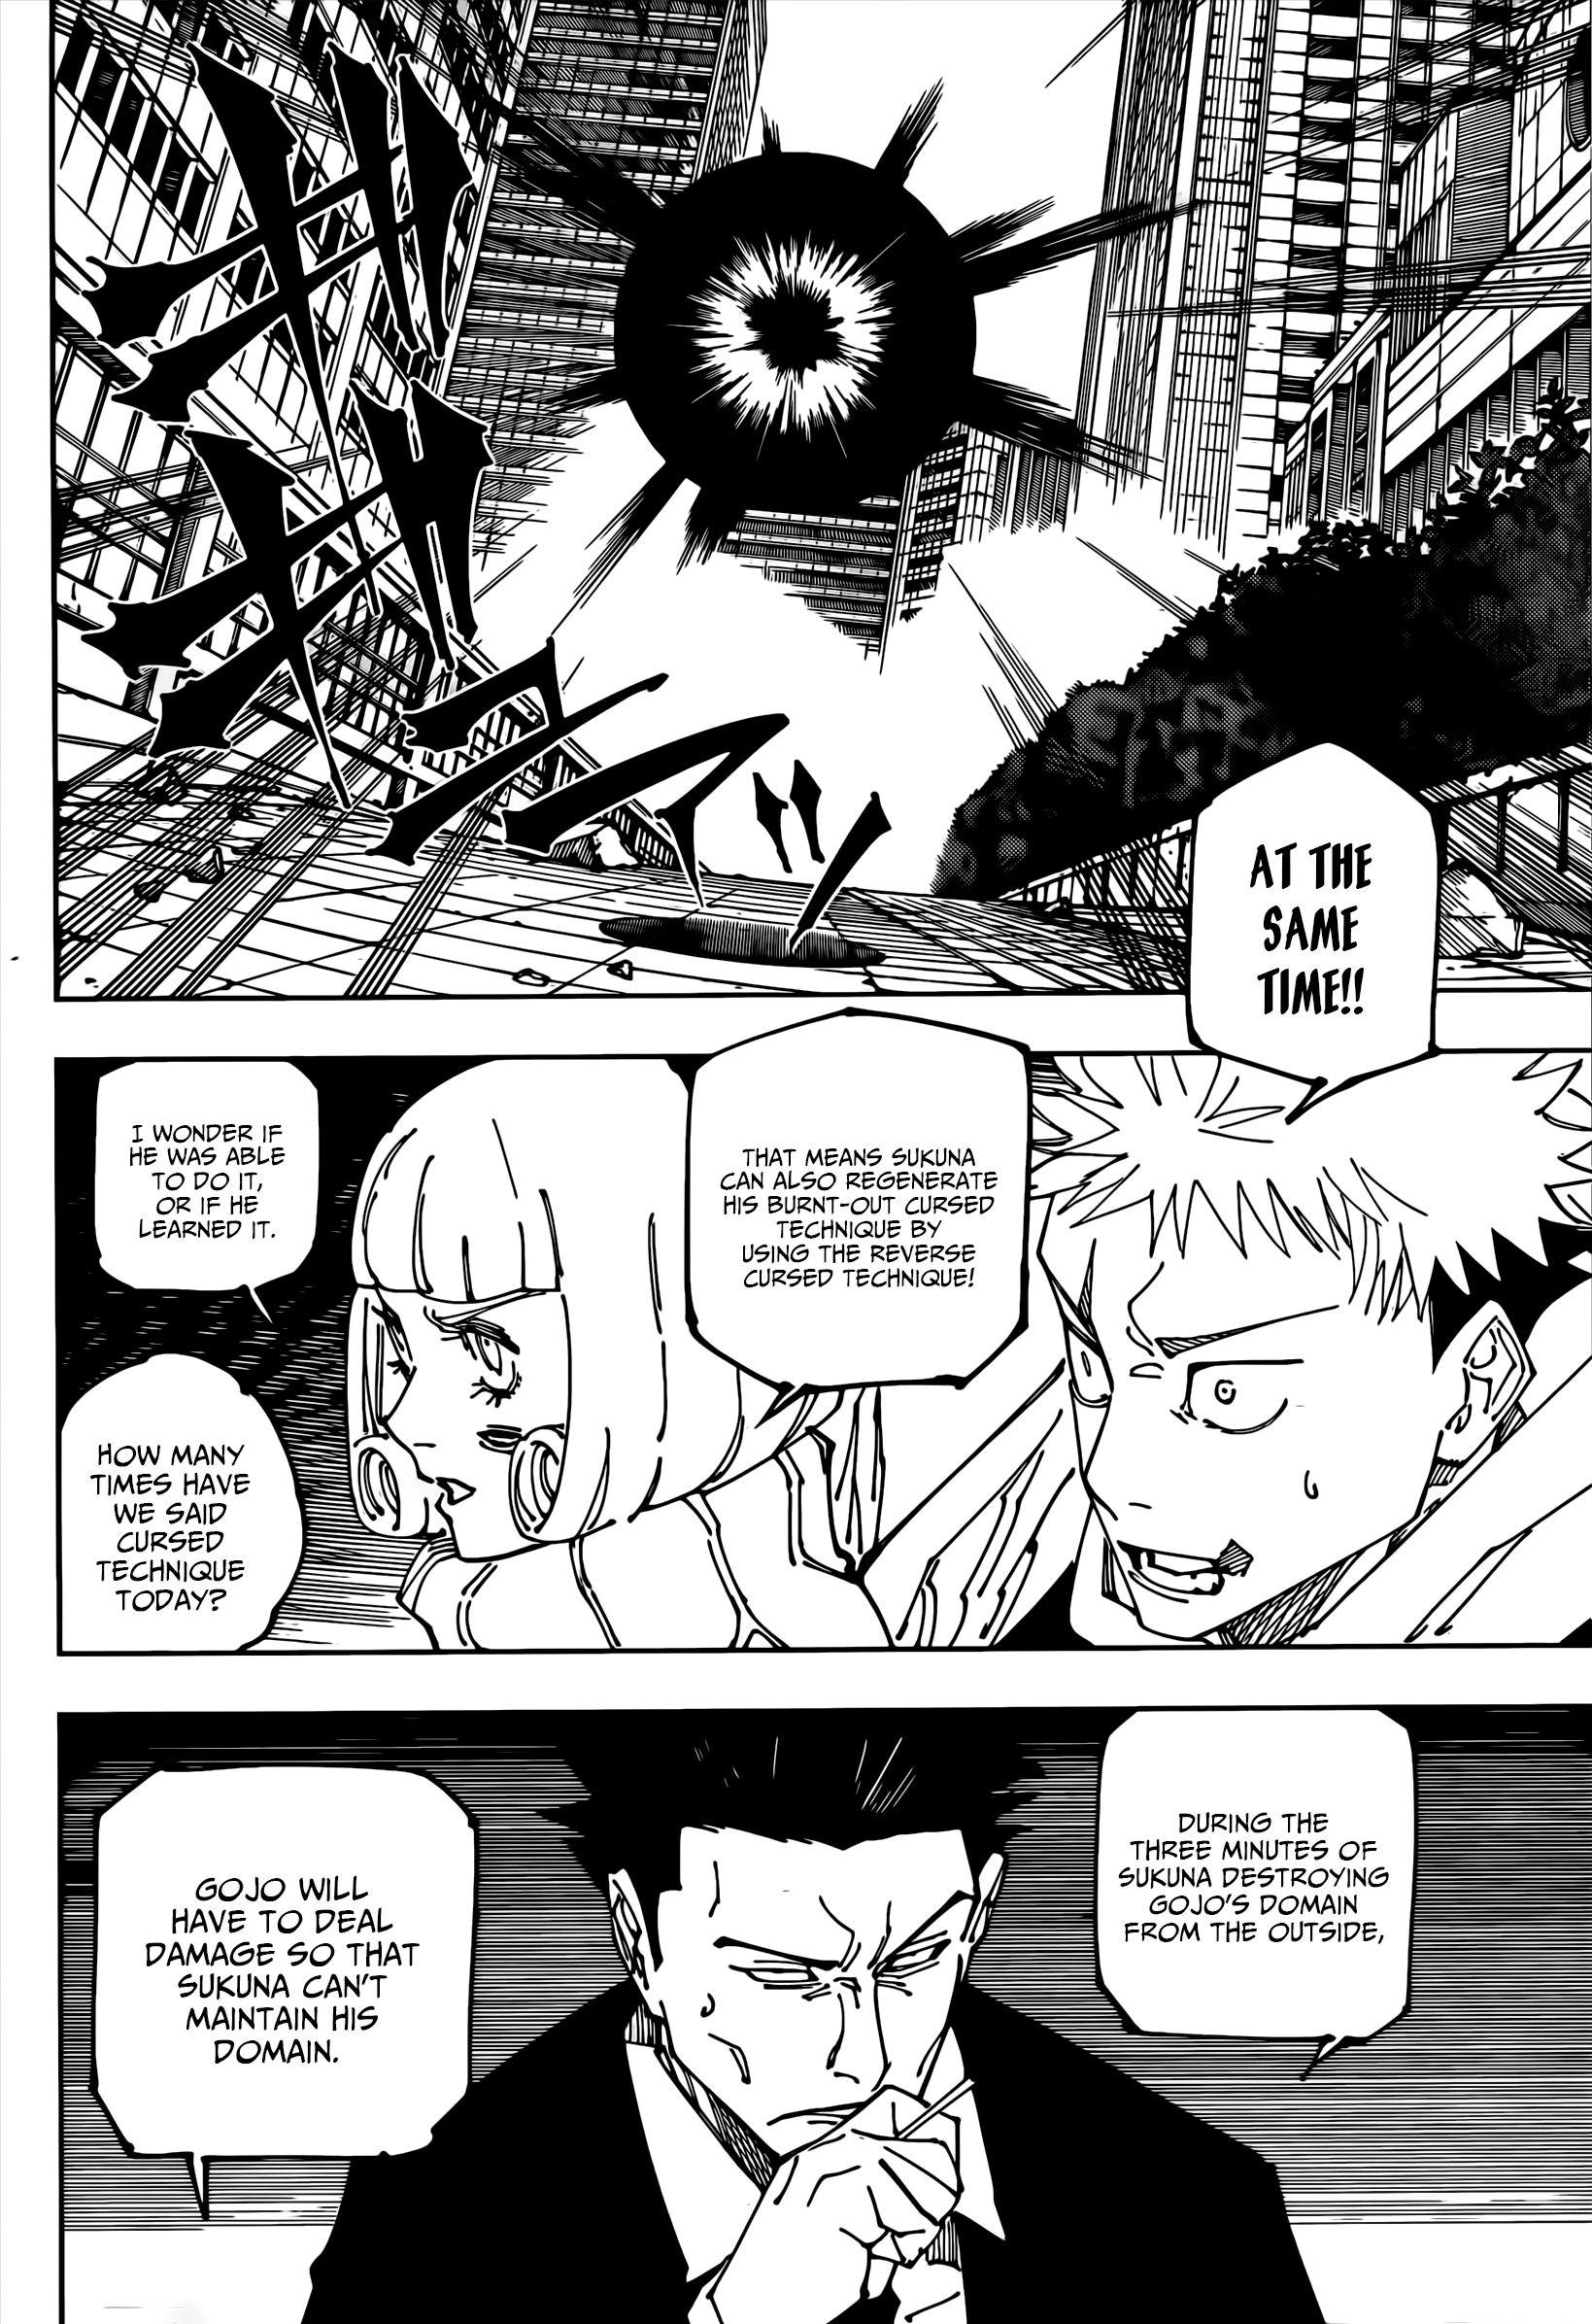 AT THE
SAME
TIME!!
THAT MEANS SUKUNA
CAN ALSO REGENERATE
HIS BURNT-OUT CURSED
TECHNIQUE BY
USING THE REVERSE
CURSED TECHNIQUE!
I WONDER IF
HE WAS ABLE
TO DO IT,
OR IF HE
LEARNED IT.
HOW MANY
TIMES HAVE
WE SAID
CURSED
TECHNIQUE
TODAY?
DURING THE
THREE MINUTES OF
SUKUNA DESTROYING
GOJO'S DOMAIN
FROM THE OUTSIDE,
GOJO WILL
HAVE TO DEAL
DAMAGE SO THAT
SUKUNA CAN'T
MAINTAIN HIS
DOMAIN.